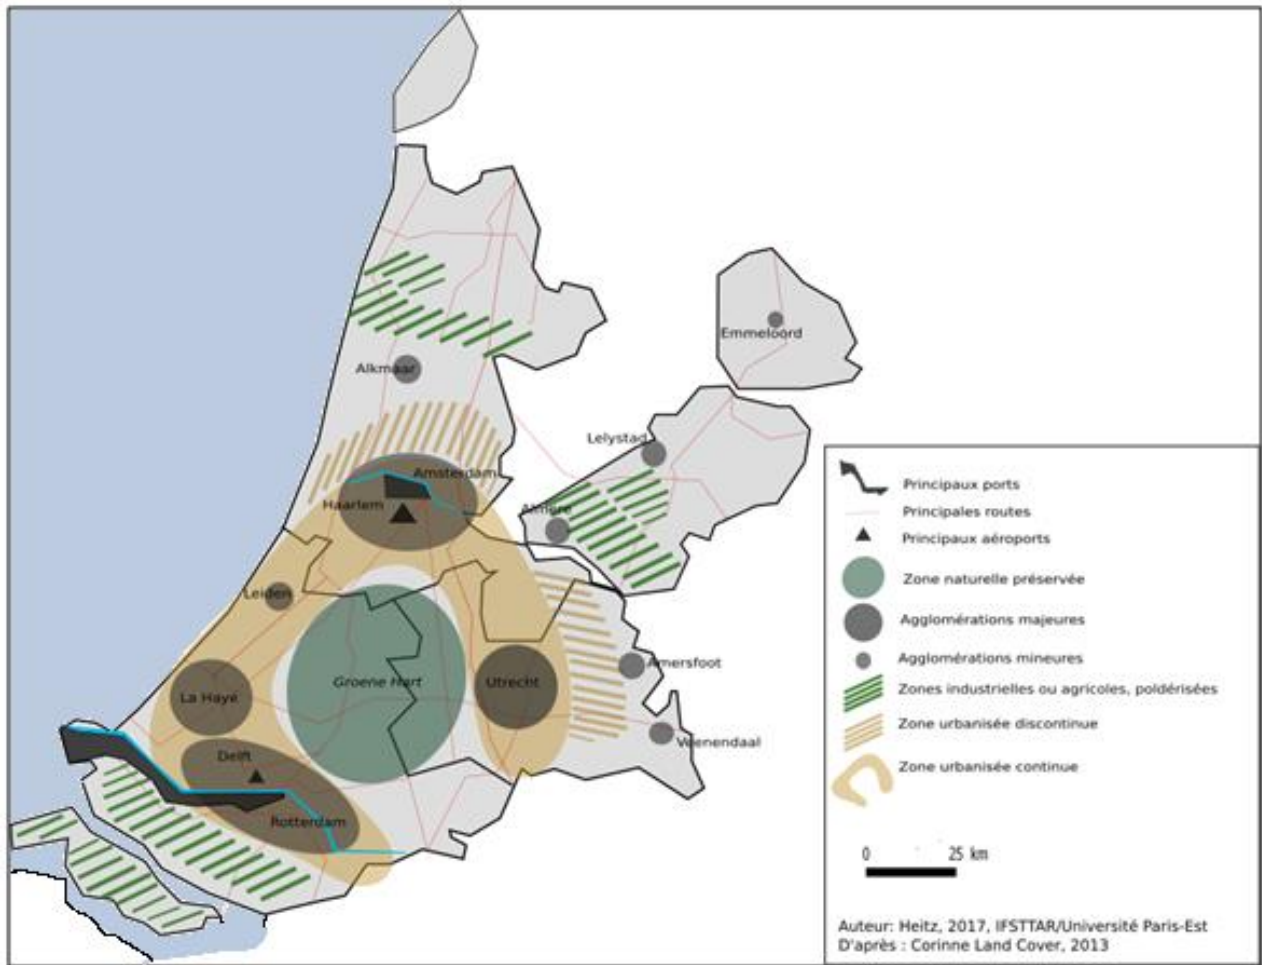 Emmeloord
Alkmaar
Lelystad
Amsterdam
Haarlem
Almere
Leiden
Groene Hart
Utrecht
Amersfoot
La Haye
Veenendaal
Delft
Rotterdam
Principaux ports
Principales routes
Principaux aéroports
Zone naturelle préservée
Agglomérations majeures
Agglomérations mineures
Zones industrielles ou agricoles, poldérisées
Zone urbanisée discontinue
Zone urbanisée continue
0 25 km
Auteur: Heitz, 2017, IFSTTAR/Université Paris-Est
D'après : Corinne Land Cover, 2013